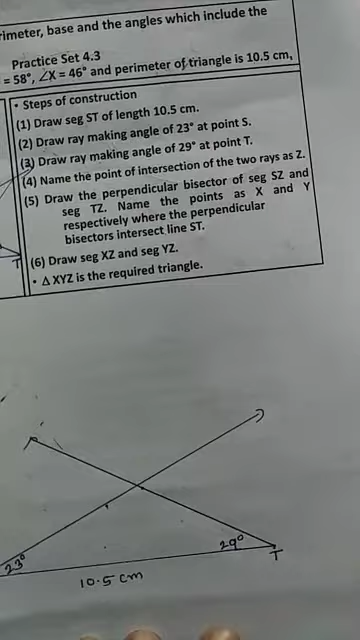 rimeter, base and the angles which include the
Practice Set 4.3
= 58°, ∠X = 46° and perimeter of triangle is 10.5 cm,
• Steps of construction
(1) Draw seg ST of length 10.5 cm.
(2) Draw ray making angle of 23° at point S.
(3) Draw ray making angle of 29° at point T.
(4) Name the point of intersection of the two rays as Z.
(5) Draw the perpendicular bisector of seg SZ and
seg TZ. Name the points as X and Y
respectively where the perpendicular
bisectors intersect line ST.
T
(6) Draw seg XZ and seg YZ.
• Δ XYZ is the required triangle.
23°
29°
T
10.5 cm